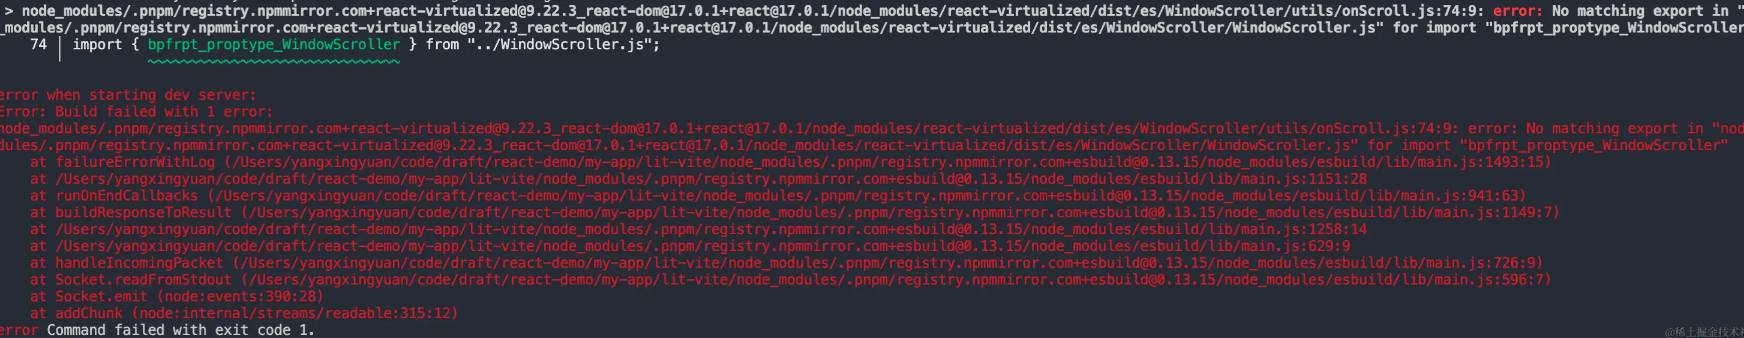 > node_modules/.pnpm/registry.npmmirror.com+react-virtualized@9.22.3_react-dom@17.0.1+react@17.0.1/node_modules/react-virtualized/dist/es/WindowScroller/utils/onScroll.js:74:9: error: No matching export in "
_modules/.pnpm/registry.npmmirror.com+react-virtualized@9.22.3_react-dom@17.0.1+react@17.0.1/node_modules/react-virtualized/dist/es/WindowScroller/WindowScroller.js" for import "bpfrpt_proptype_WindowScroller
74 │ import { bpfrpt_proptype_WindowScroller } from "../WindowScroller.js";
error when starting dev server:
Error: Build failed with 1 error:
node_modules/.pnpm/registry.npmmirror.com+react-virtualized@9.22.3_react-dom@17.0.1+react@17.0.1/node_modules/react-virtualized/dist/es/WindowScroller/utils/onScroll.js:74:9: error: No matching export in "nod
dules/.pnpm/registry.npmmirror.com+react-virtualized@9.22.3_react-dom@17.0.1+react@17.0.1/node_modules/react-virtualized/dist/es/WindowScroller/WindowScroller.js" for import "bpfrpt_proptype_WindowScroller"
at failureErrorWithLog (/Users/yangxingyuan/code/draft/react-demo/my-app/lit-vite/node_modules/.pnpm/registry.npmmirror.com+esbuild@0.13.15/node_modules/esbuild/lib/main.js:1493:15)
at /Users/yangxingyuan/code/draft/react-demo/my-app/lit-vite/node_modules/.pnpm/registry.npmmirror.com+esbuild@0.13.15/node_modules/esbuild/lib/main.js:1151:28
at runOnEndCallbacks (/Users/yangxingyuan/code/draft/react-demo/my-app/lit-vite/node_modules/.pnpm/registry.npmmirror.com+esbuild@0.13.15/node_modules/esbuild/lib/main.js:941:63)
at buildResponseToResult (/Users/yangxingyuan/code/draft/react-demo/my-app/lit-vite/node_modules/.pnpm/registry.npmmirror.com+esbuild@0.13.15/node_modules/esbuild/lib/main.js:1149:7)
at /Users/yangxingyuan/code/draft/react-demo/my-app/lit-vite/node_modules/.pnpm/registry.npmmirror.com+esbuild@0.13.15/node_modules/esbuild/lib/main.js:1258:14
at /Users/yangxingyuan/code/draft/react-demo/my-app/lit-vite/node_modules/.pnpm/registry.npmmirror.com+esbuild@0.13.15/node_modules/esbuild/lib/main.js:629:9
at handleIncomingPacket (/Users/yangxingyuan/code/draft/react-demo/my-app/lit-vite/node_modules/.pnpm/registry.npmmirror.com+esbuild@0.13.15/node_modules/esbuild/lib/main.js:726:9)
at Socket.readFromStdout (/Users/yangxingyuan/code/draft/react-demo/my-app/lit-vite/node_modules/.pnpm/registry.npmmirror.com+esbuild@0.13.15/node_modules/esbuild/lib/main.js:596:7)
at Socket.emit (node:events:390:28)
at addChunk (node:internal/streams/readable:315:12)
error Command failed with exit code 1.
@稀土掘金技术社